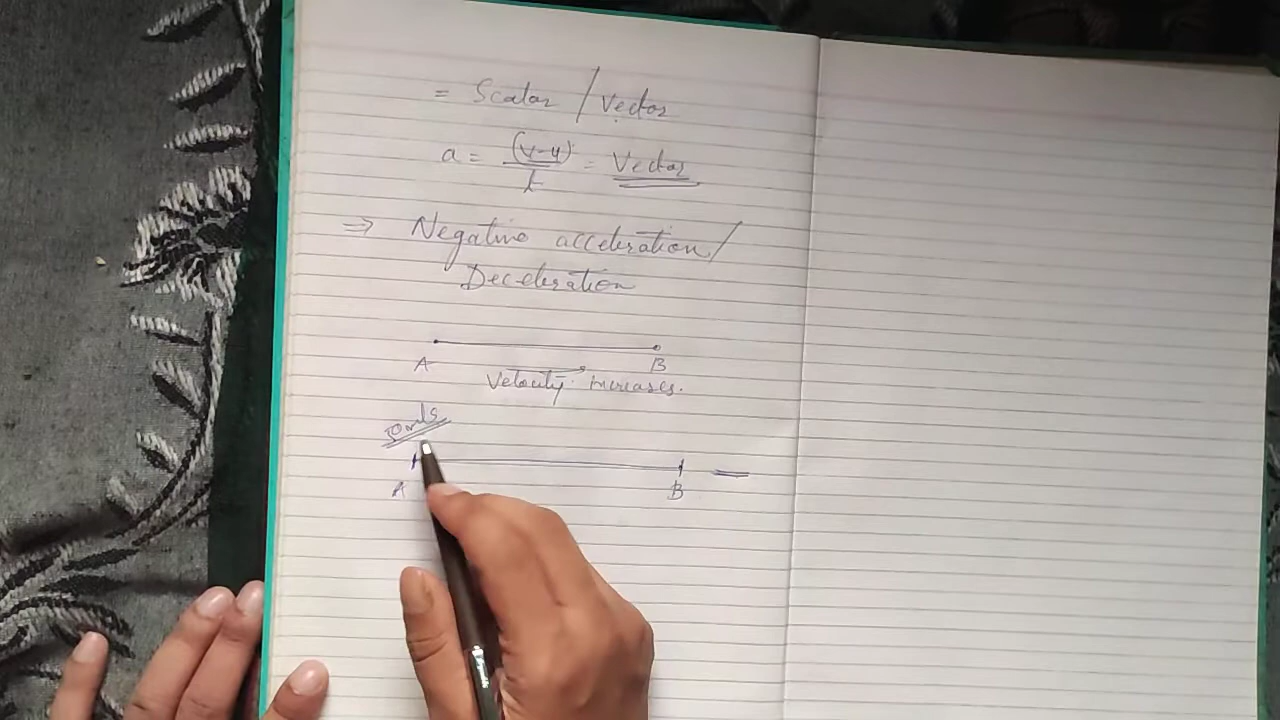 = Scalar / Vector
a = (v-u)/t = Vector
⇒ Negative acceleration /
Deceleration
A B
Velocity increases.
A B